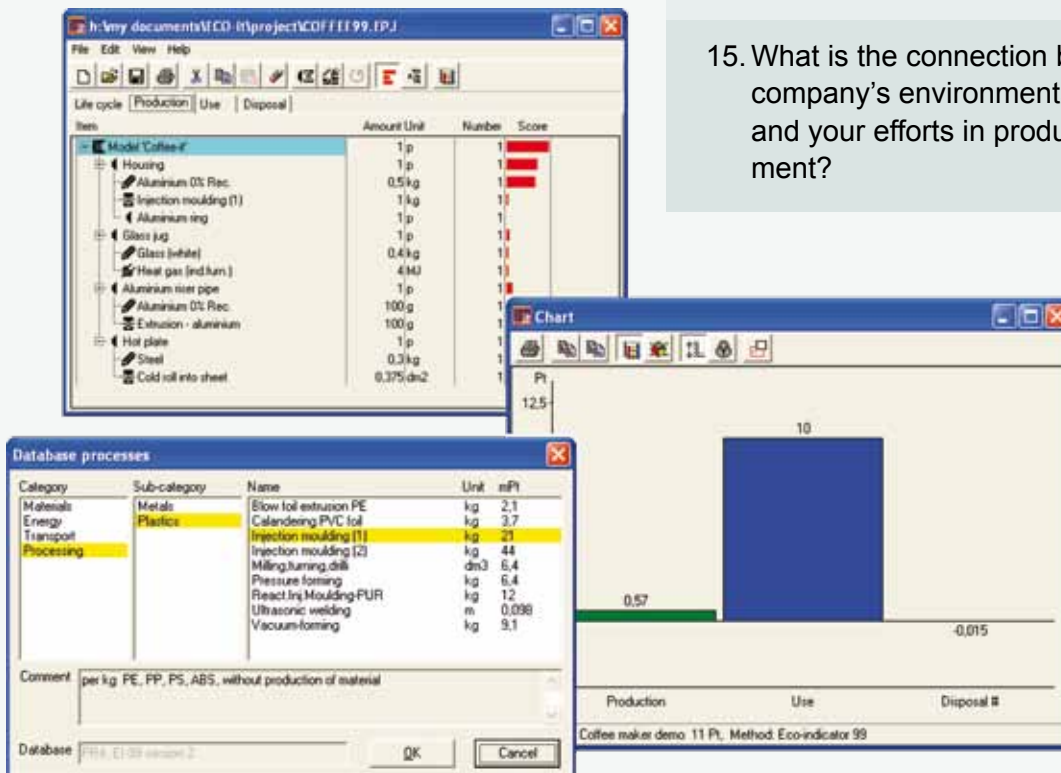 h:\my documents\ECO-it\project\COFFEE99.EPJ
File Edit View Help
Life cycle Production Use Disposal
Item Amount Unit Number Score
Model 'Coffee-it' 1 p 1
Housing 1 p 1
Aluminium 0% Rec. 0,5 kg 1
Injection moulding (1) 1 kg 1
Aluminium ring 1 p 1
Glass jug 1 p 1
Glass (white) 0,4 kg 1
Heat gas (ind.furn.) 4 MJ 1
Aluminium riser pipe 1 p 1
Aluminium 0% Rec. 100 g 1
Extrusion - aluminium 100 g 1
Hot plate 1 p 1
Steel 0,3 kg 1
Cold roll into sheet 0,375 dm2 1
15. What is the connection b
company's environment
and your efforts in produ
ment?
Chart
Pt
12,5
10
0,57
-0,015
Production Use Disposal #
Coffee maker demo 11 Pt, Method: Eco-indicator 99
Database processes
Category Sub-category Name Unit mPt
Materials Metals Blow foil extrusion PE kg 2,1
Energy Plastics Calandering PVC foil kg 3,7
Transport Injection moulding (1) kg 21
Processing Injection moulding (2) kg 44
Milling,turning,drill. dm3 6,4
Pressure forming kg 6,4
React.Inj.Moulding-PUR kg 12
Ultrasonic welding m 0,098
Vacuum-forming kg 9,1
Comment per kg PE, PP, PS, ABS, without production of material
Database
OK Cancel